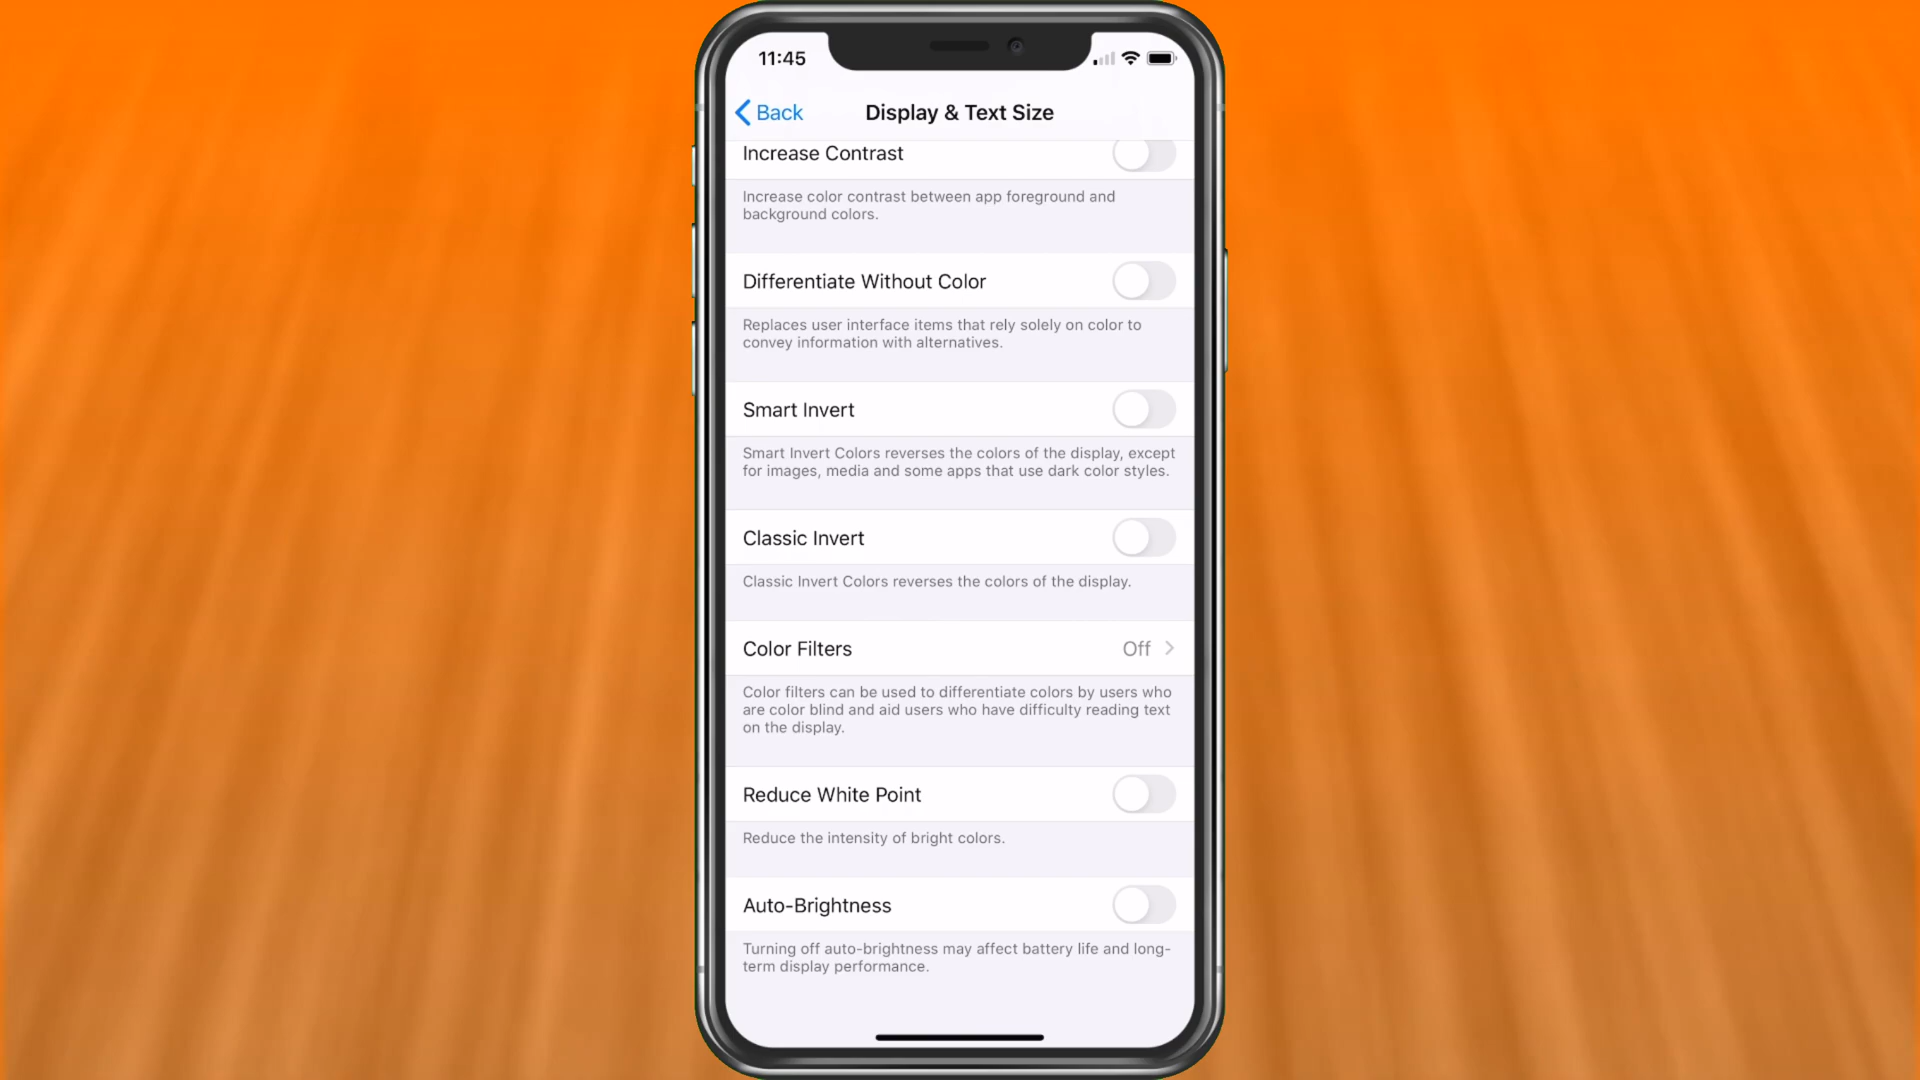 11:45
Back
Display & Text Size
Increase Contrast
Increase color contrast between app foreground and
background colors.
Differentiate Without Color
Replaces user interface items that rely solely on color to
convey information with alternatives.
Smart Invert
Smart Invert Colors reverses the colors of the display, except
for images, media and some apps that use dark color styles.
Classic Invert
Classic Invert Colors reverses the colors of the display.
Color Filters Off
Color filters can be used to differentiate colors by users who
are color blind and aid users who have difficulty reading text
on the display.
Reduce White Point
Reduce the intensity of bright colors.
Auto-Brightness
Turning off auto-brightness may affect battery life and long-
term display performance.